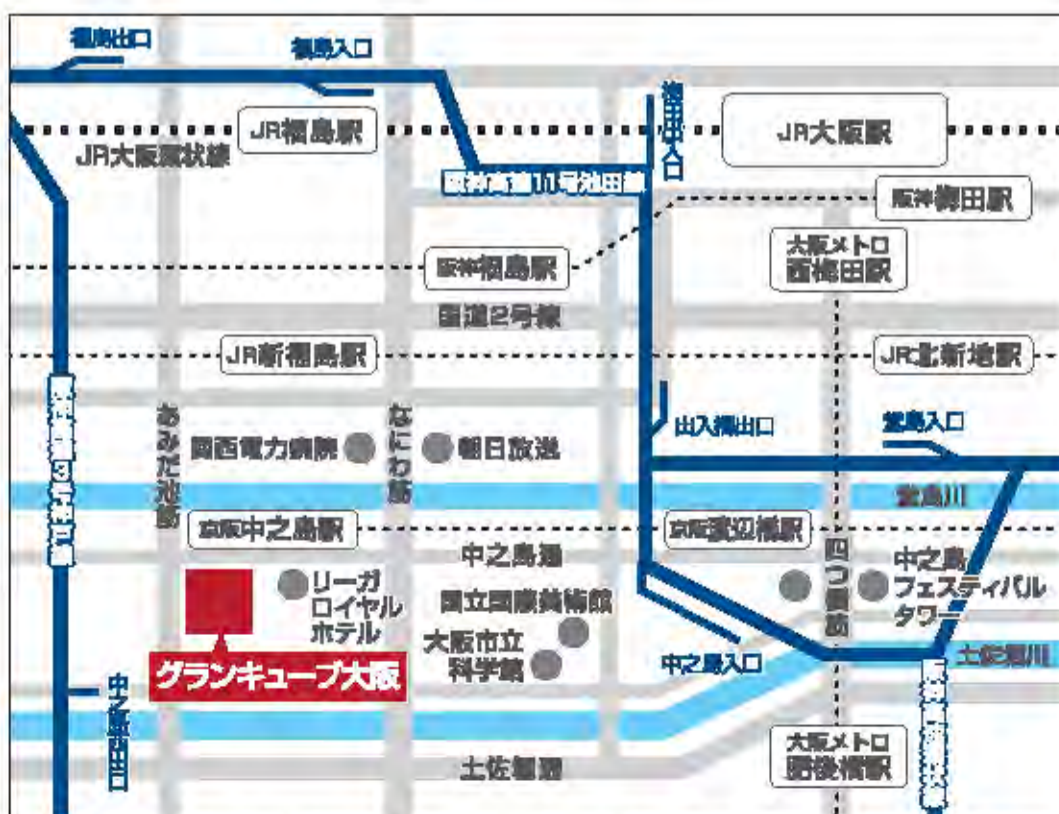 福島出口
福島入口
梅田出入口
JR福島駅
JR大阪駅
JR大阪環状線
阪神高速11号池田線
阪神梅田駅
大阪メトロ
西梅田駅
阪神福島駅
国道2号線
JR新福島駅
JR北新地駅
あみだ池筋
なにわ筋
出入橋出口
堂島入口
関西電力病院
朝日放送
堂島川
京阪中之島駅
京阪渡辺橋駅
中之島通
四つ橋筋
中之島
フェスティバル
タワー
リーガ
ロイヤル
ホテル
国立国際美術館
大阪市立
科学館
中之島入口
土佐堀川
グランキューブ大阪
中之島西出口
土佐堀通
大阪メトロ
肥後橋駅